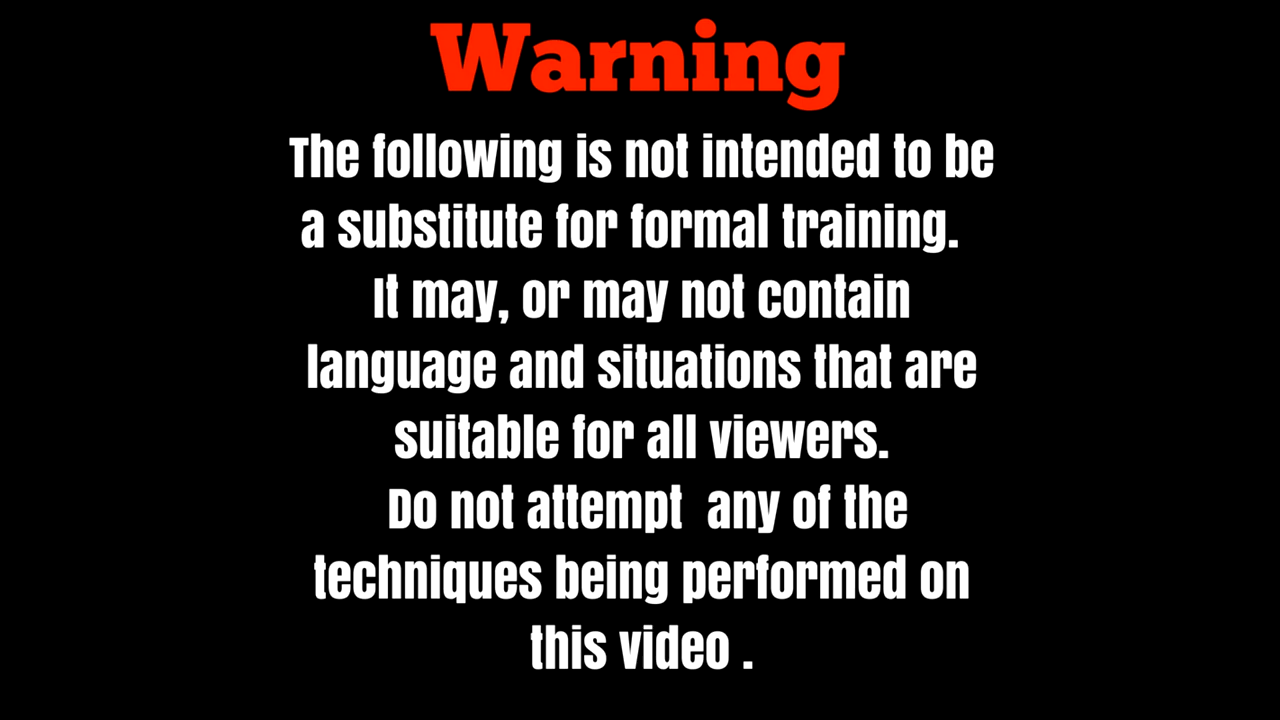 Warning
The following is not intended to be
a substitute for formal training.
It may, or may not contain
language and situations that are
suitable for all viewers.
Do not attempt  any of the
techniques being performed on
this video .